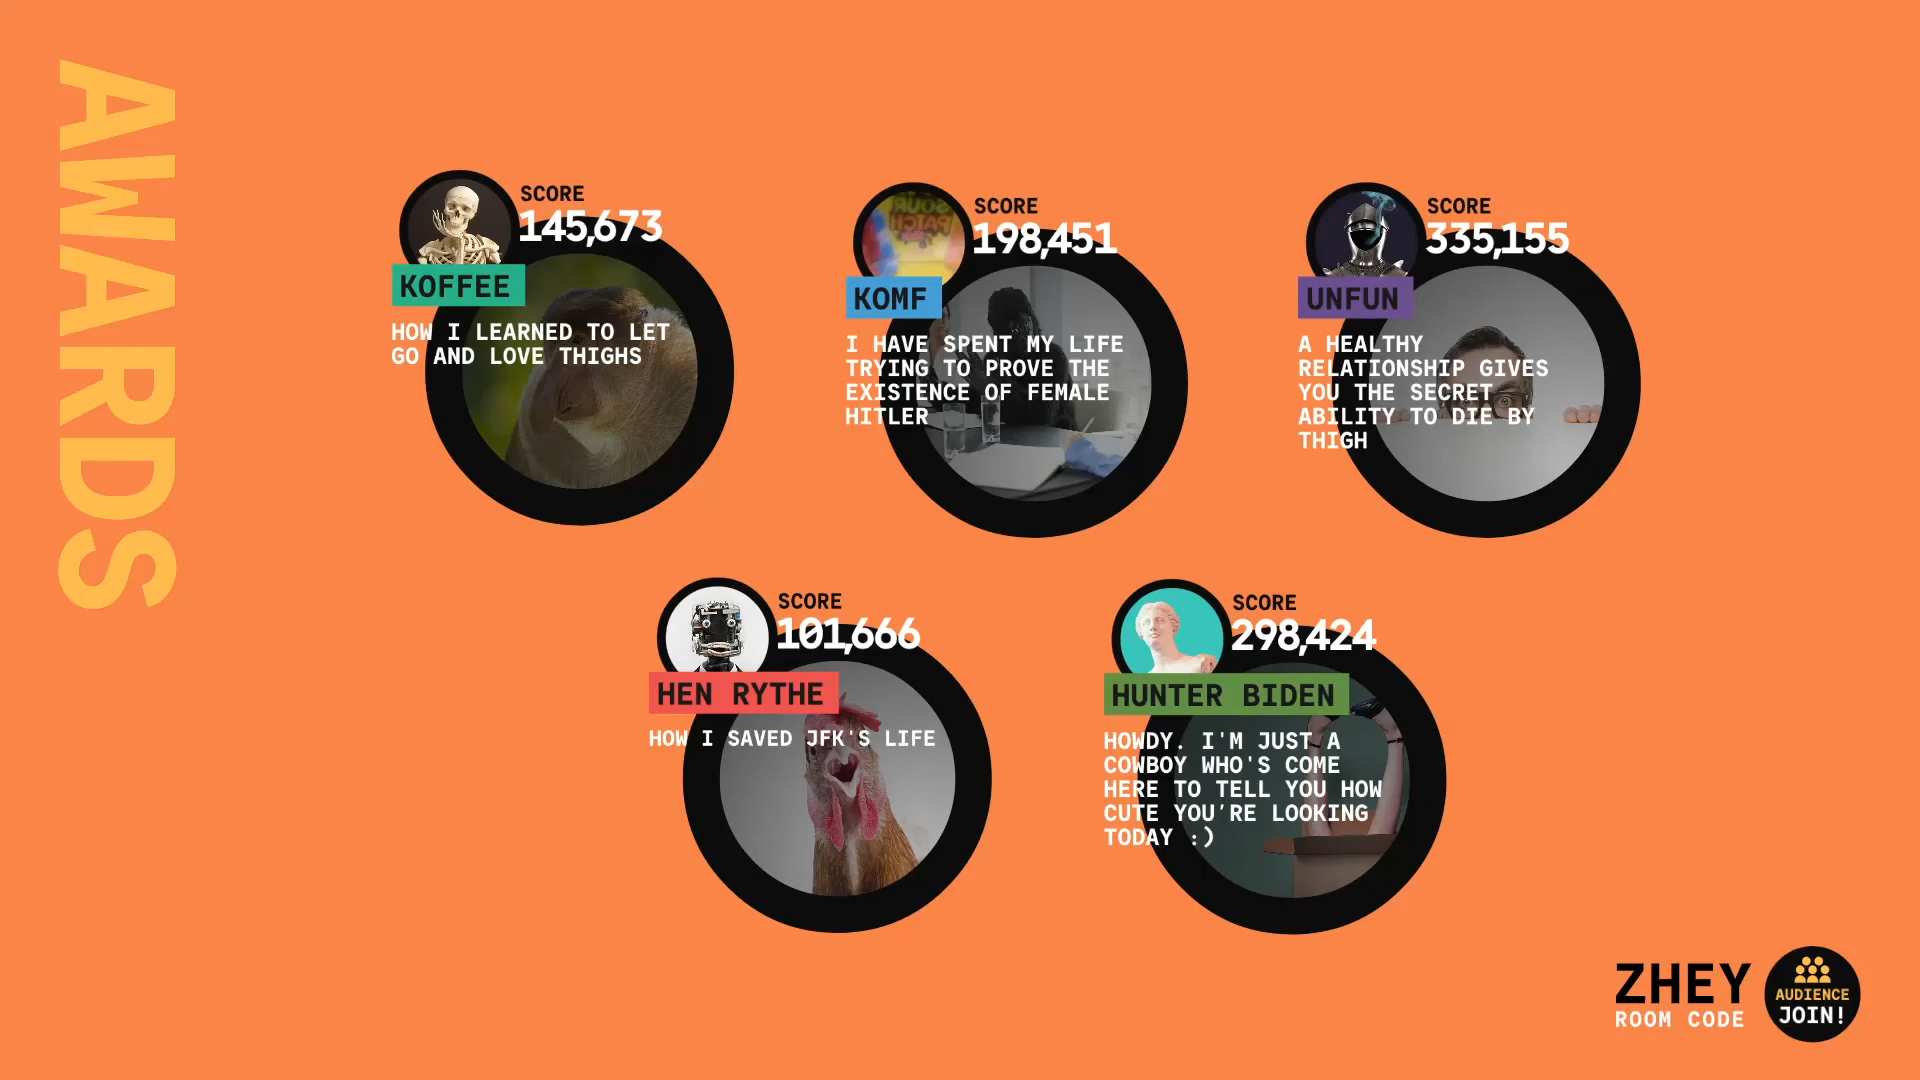 AWARDS
SCORE
145,673
KOFFEE
HOW I LEARNED TO LET
GO AND LOVE THIGHS
SCORE
198,451
KOMF
I HAVE SPENT MY LIFE
TRYING TO PROVE THE
EXISTENCE OF FEMALE
HITLER
SOUR
PATCH
SCORE
335,155
UNFUN
A HEALTHY
RELATIONSHIP GIVES
YOU THE SECRET
ABILITY TO DIE BY
THIGH
SCORE
101,666
HEN RYTHE
HOW I SAVED JFK'S LIFE
SCORE
298,424
HUNTER BIDEN
HOWDY. I'M JUST A
COWBOY WHO'S COME
HERE TO TELL YOU HOW
CUTE YOU'RE LOOKING
TODAY :)
ZHEY
ROOM CODE
AUDIENCE
JOIN!